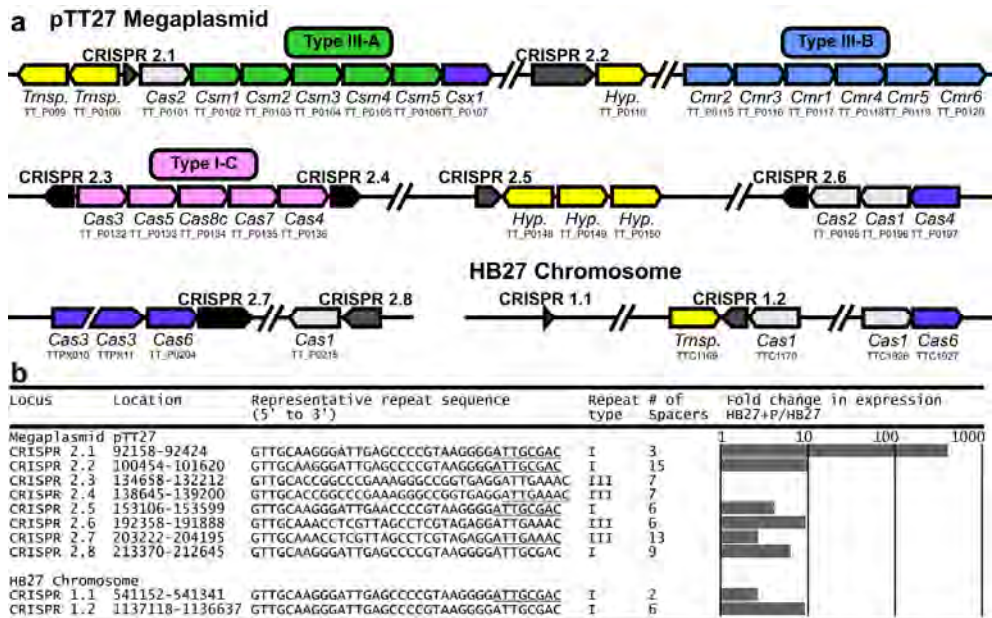 a pTT27 Megaplasmid
CRISPR 2.1 Type III-A CRISPR 2.2 Type III-B
Trnsp. Trnsp. Cas2 Csm1 Csm2 Csm3 Csm4 Csm5 Csx1 Hyp. Cmr2 Cmr3 Cmr1 Cmr4 Cmr5 Cmr6
TT_P099 TT_P0100 TT_P0101 TT_P0102 TT_P0103 TT_P0104 TT_P0105 TT_P0106 TT_P0107 TT_P0110 TT_P0115 TT_P0116 TT_P0117 TT_P0118 TT_P0119 TT_P0120
CRISPR 2.3 Type I-C CRISPR 2.4 CRISPR 2.5 CRISPR 2.6
Cas3 Cas5 Cas8c Cas7 Cas4 Hyp. Hyp. Hyp. Cas2 Cas1 Cas4
TT_P0132 TT_P0133 TT_P0134 TT_P0135 TT_P0136 TT_P0148 TT_P0149 TT_P0150 TT_P0195 TT_P0196 TT_P0197
HB27 Chromosome
CRISPR 2.7 CRISPR 2.8 CRISPR 1.1 CRISPR 1.2
Cas3 Cas3 Cas6 Cas1 Trnsp. Cas1 Cas1 Cas6
TTPX010 TTPX11 TT_P0204 TT_P0215 TTC1169 TTC1170 TTC1926 TTC1927
b
Locus Location Representative repeat sequence Repeat # of Fold change in expression
(5' to 3') type Spacers HB27+P/HB27
Megaplasmid pTT27 1 10 100 1000
CRISPR 2.1 92158-92424 GTTGCAAGGGATTGAGCCCCGTAAGGGGATTGCGAC I 3
CRISPR 2.2 100454-101620 GTTGCAAGGGATTGAGCCCCGTAAGGGGATTGCGAC I 15
CRISPR 2.3 134658-132212 GTTGCACCGGCCCGAAAGGGCCGGTGAGGATTGAAAC III 7
CRISPR 2.4 138645-139200 GTTGCACCGGCCCGAAAGGGCCGGTGAGGATTGAAAC III 7
CRISPR 2.5 153106-153599 GTTGCAAGGGATTGAACCCCGTAAGGGGATTGCGAC I 6
CRISPR 2.6 192358-191888 GTTGCAAACCTCGTTAGCCTCGTAGAGGATTGAAAC III 6
CRISPR 2.7 203222-204195 GTTGCAAACCTCGTTAGCCTCGTAGAGGATTGAAAC III 13
CRISPR 2.8 213370-212645 GTTGCAAGGGATTGAGCCCCGTAAGGGGATTGCGAC I 9
HB27 Chromosome
CRISPR 1.1 541152-541341 GTTGCAAGGGATTGAGCCCCGTAAGGGGATTGCGAC I 2
CRISPR 1.2 1137118-1136637 GTTGCAAGGGATTGAGCCCCGTAAGGGGATTGCGAC I 6